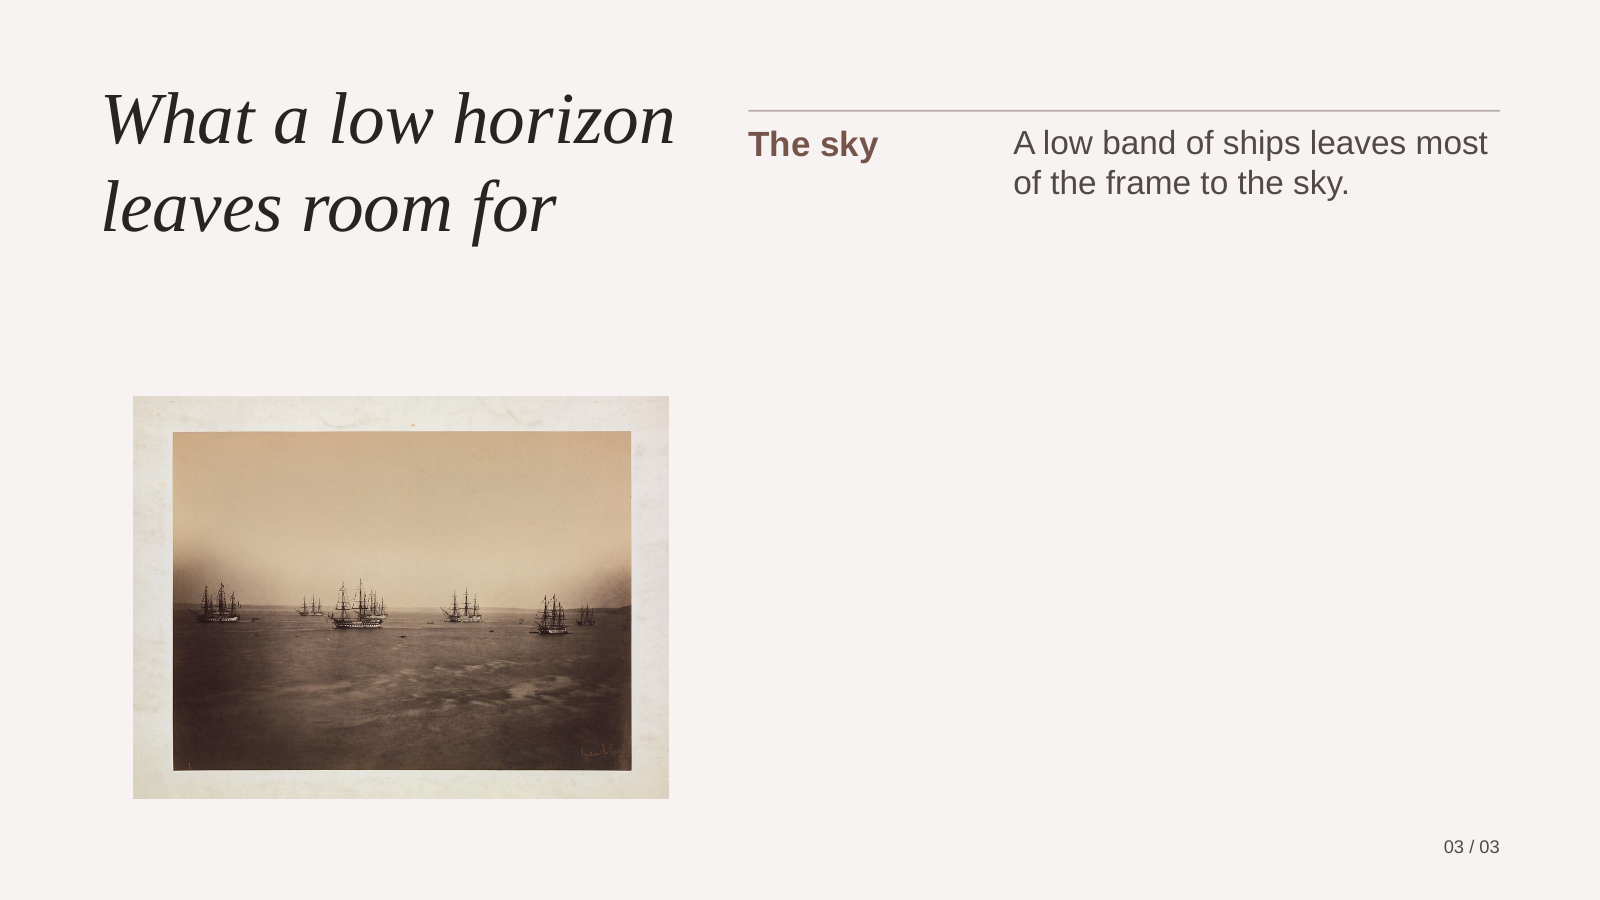 What a low horizon
leaves room for
The sky
A low band of ships leaves most
of the frame to the sky.
03 / 03